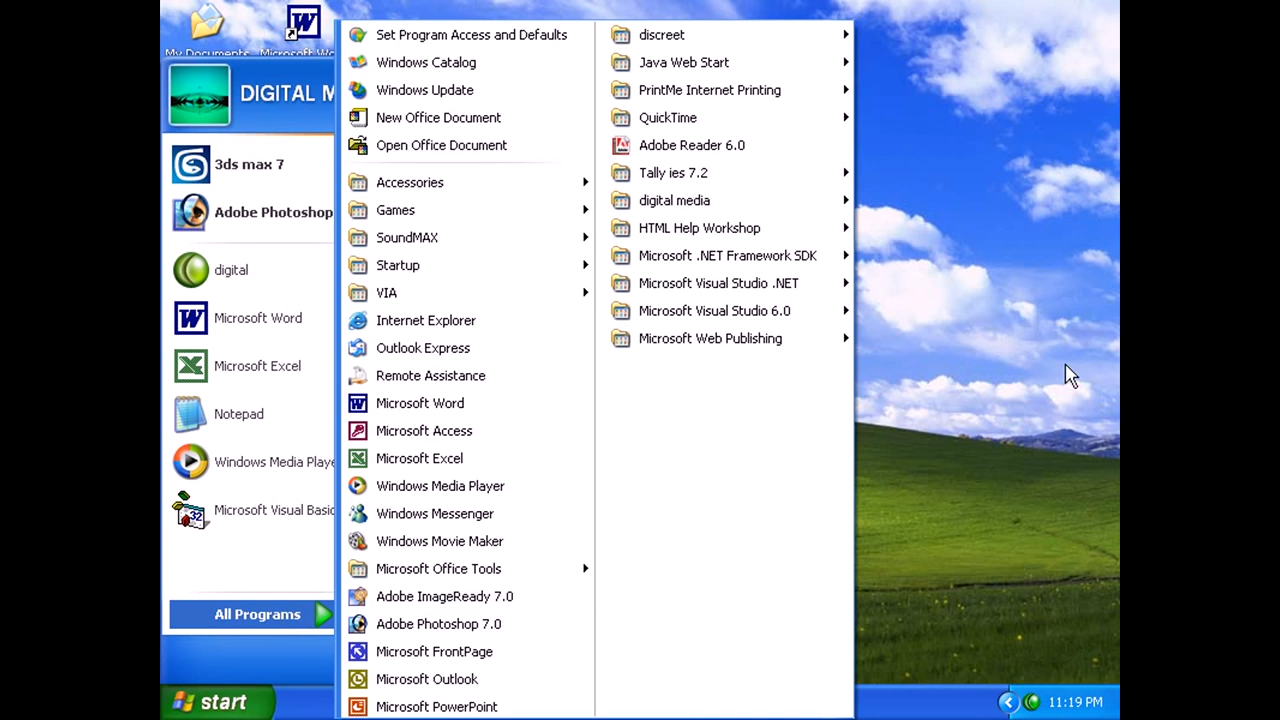 My Documents
Microsoft Wo
DIGITAL M
3ds max 7
Adobe Photoshop
digital
Microsoft Word
Microsoft Excel
Notepad
Windows Media Playe
Microsoft Visual Basic
All Programs
start
Set Program Access and Defaults
Windows Catalog
Windows Update
New Office Document
Open Office Document
Accessories
Games
SoundMAX
Startup
VIA
Internet Explorer
Outlook Express
Remote Assistance
Microsoft Word
Microsoft Access
Microsoft Excel
Windows Media Player
Windows Messenger
Windows Movie Maker
Microsoft Office Tools
Adobe ImageReady 7.0
Adobe Photoshop 7.0
Microsoft FrontPage
Microsoft Outlook
Microsoft PowerPoint
discreet
Java Web Start
PrintMe Internet Printing
QuickTime
Adobe Reader 6.0
Tally ies 7.2
digital media
HTML Help Workshop
Microsoft .NET Framework SDK
Microsoft Visual Studio .NET
Microsoft Visual Studio 6.0
Microsoft Web Publishing
11:19 PM